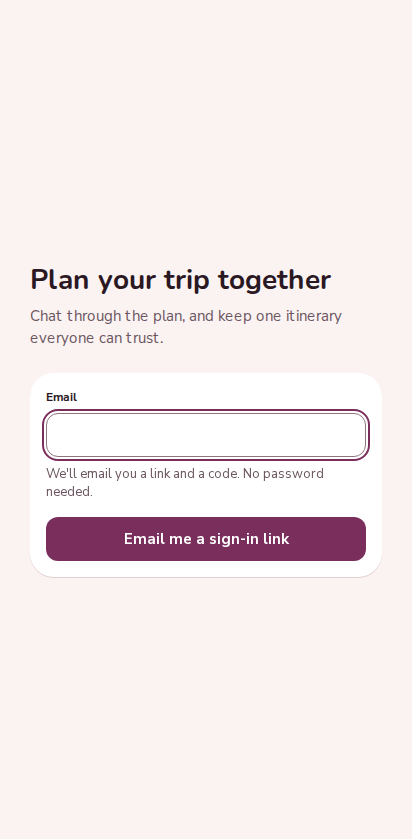 Plan your trip together
Chat through the plan, and keep one itinerary
everyone can trust.
Email
We'll email you a link and a code. No password
needed.
Email me a sign-in link